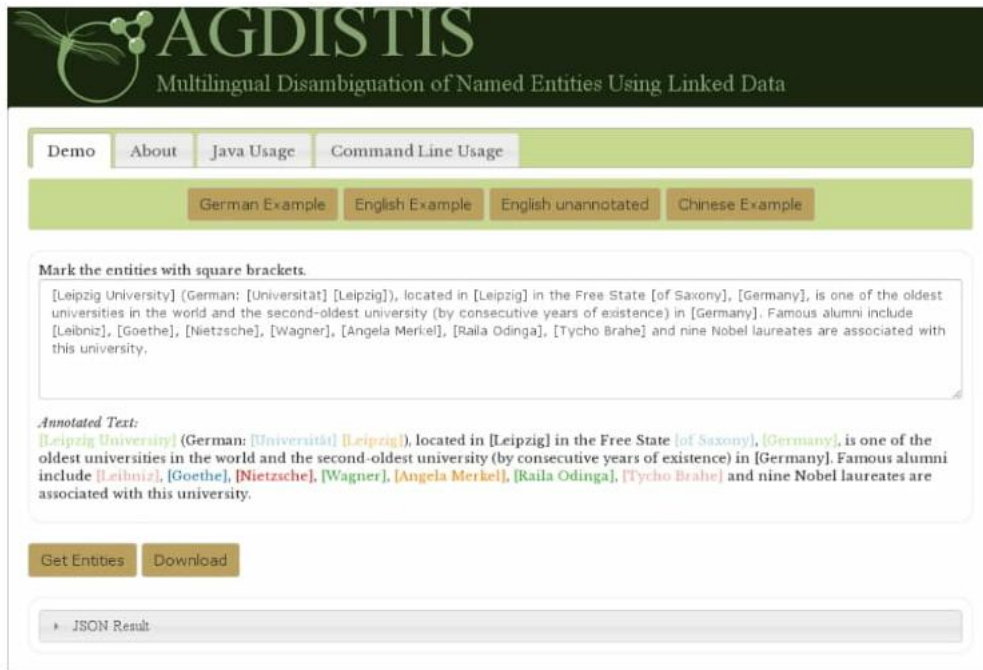 AGDISTIS
Multilingual Disambiguation of Named Entities Using Linked Data
Demo About Java Usage Command Line Usage
German Example English Example English unannotated Chinese Example
Mark the entities with square brackets.
[Leipzig University] (German: [Universität] [Leipzig]), located in [Leipzig] in the Free State [of Saxony], [Germany], is one of the oldest
universities in the world and the second-oldest university (by consecutive years of existence) in [Germany]. Famous alumni include
[Leibniz], [Goethe], [Nietzsche], [Wagner], [Angela Merkel], [Raila Odinga], [Tycho Brahe] and nine Nobel laureates are associated with
this university.
Annotated Text:
[Leipzig University] (German: [Universität] [Leipzig]), located in [Leipzig] in the Free State [of Saxony], [Germany], is one of the
oldest universities in the world and the second-oldest university (by consecutive years of existence) in [Germany]. Famous alumni
include [Leibniz], [Goethe], [Nietzsche], [Wagner], [Angela Merkel], [Raila Odinga], [Tycho Brahe] and nine Nobel laureates are
associated with this university.
Get Entities Download
JSON Result